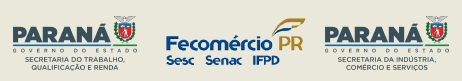 PARANÁ
GOVERNO DO ESTADO
SECRETARIA DO TRABALHO,
QUALIFICAÇÃO E RENDA
Fecomércio PR
Sesc Senac IFPD
PARANÁ
GOVERNO DO ESTADO
SECRETARIA DA INDÚSTRIA,
COMÉRCIO E SERVIÇOS